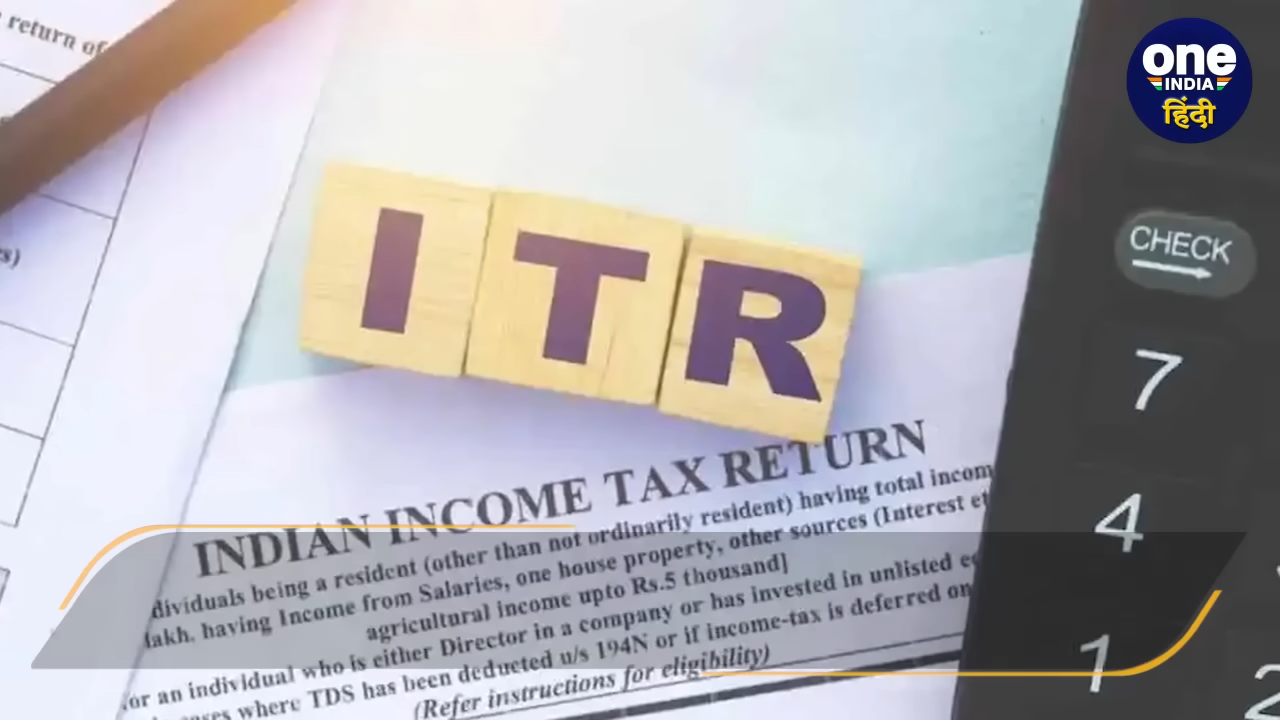 return of
one
INDIA
हिंदी
CHECK
7
4
1
2
I T R
INDIAN INCOME TAX RETURN
dividuals being a resident (other than not ordinarily resident) having total incom
lakh, having Income from Salaries, one house property, other sources (Interest et
agricultural income upto Rs.5 thousand]
or an individual who is either Director in a company or has invested in unlisted eq
where TDS has been deducted u/s 194N or if income-tax is deferred on
(Refer instructions for eligibility)